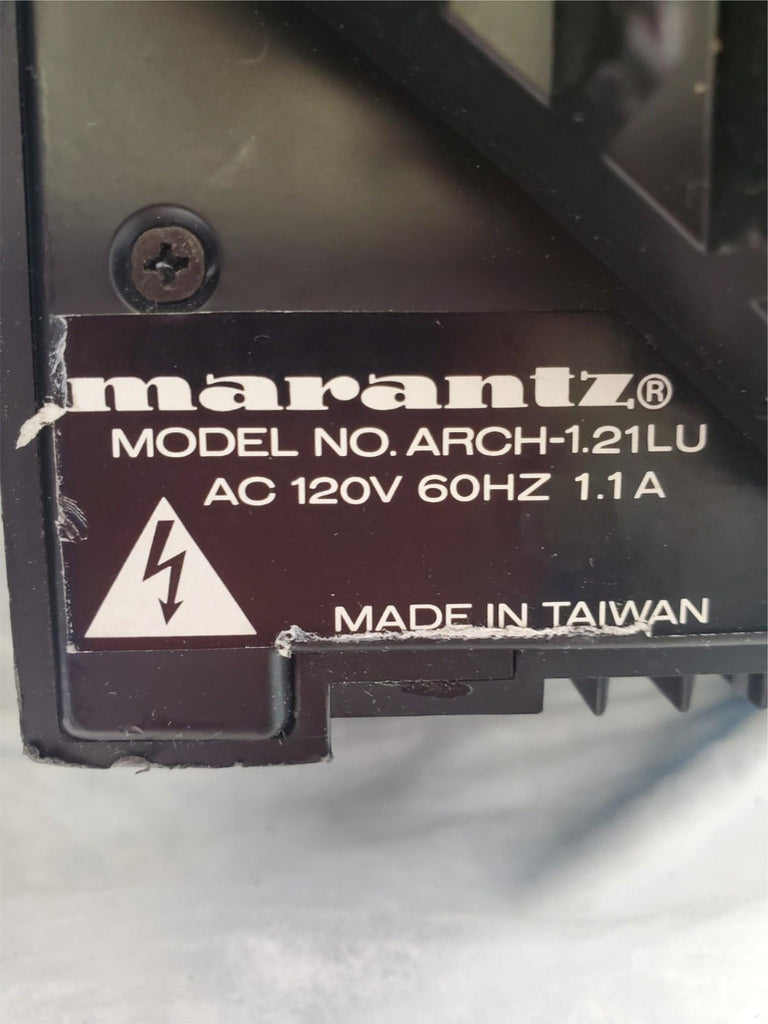 marantz®
MODEL NO. ARCH-1.21LU
AC 120V 60HZ 1.1A
MADE IN TAIWAN